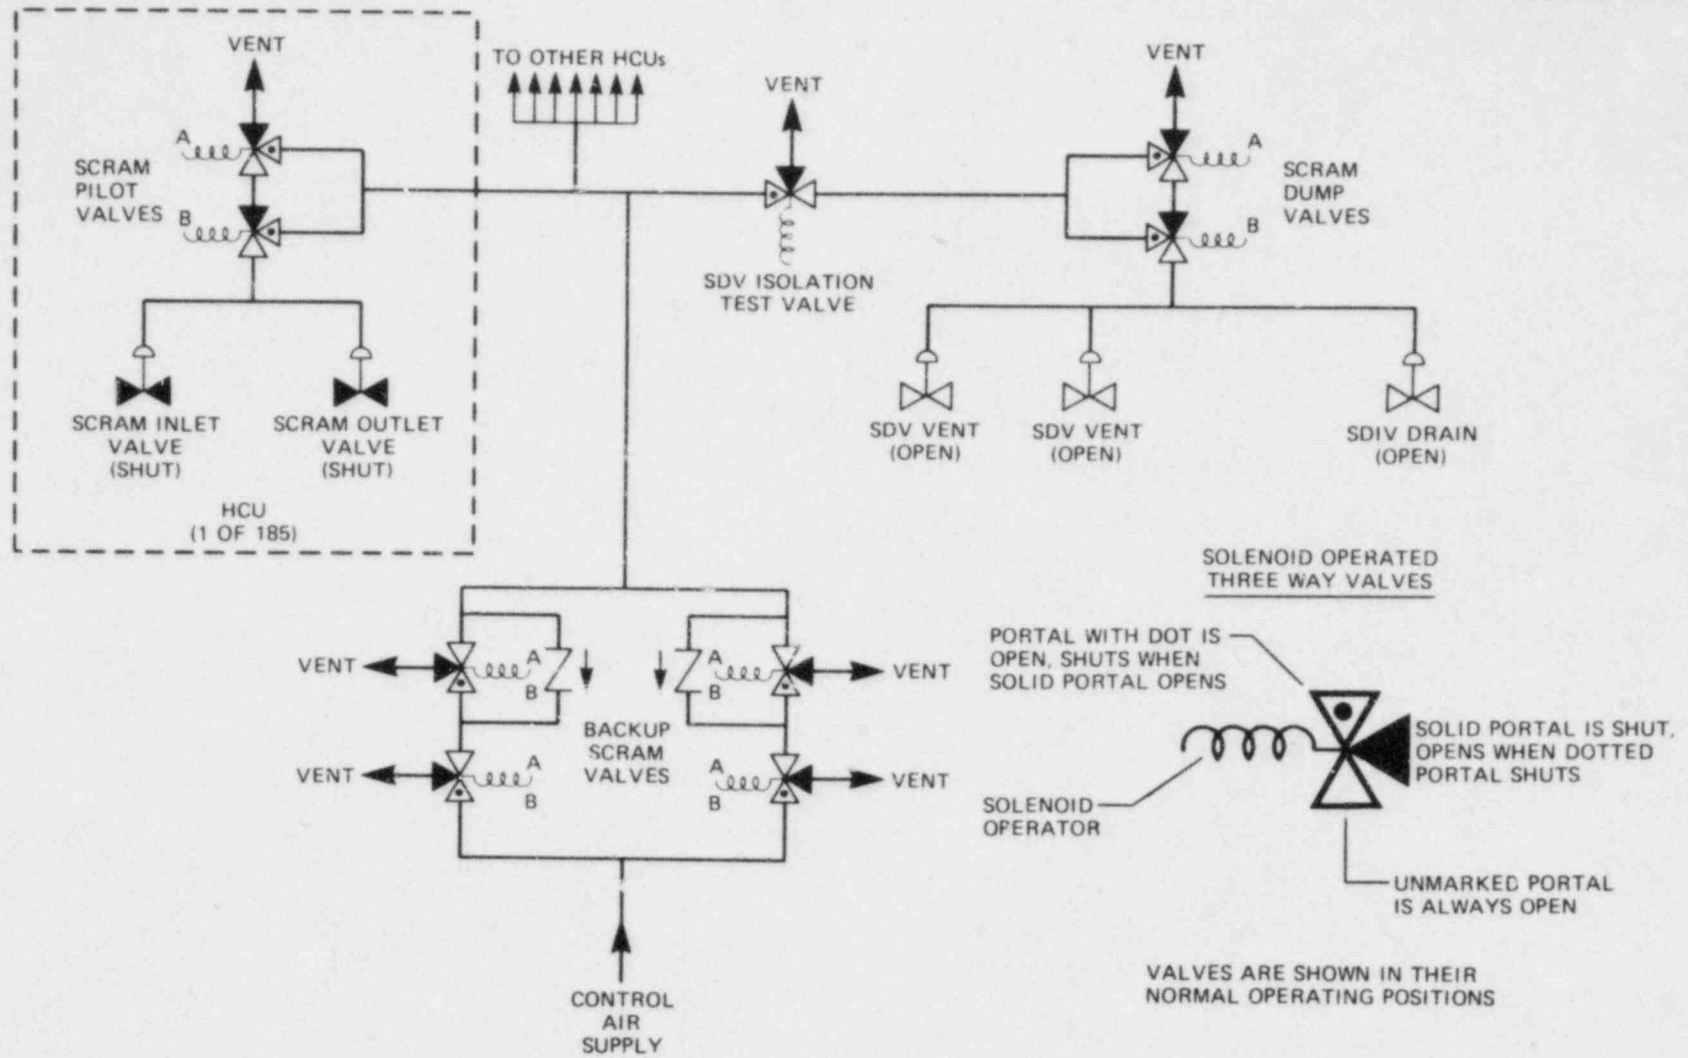 VENT
A
SCRAM
PILOT
VALVES
B
SCRAM INLET
VALVE
(SHUT)
SCRAM OUTLET
VALVE
(SHUT)
HCU
(1 OF 185)
TO OTHER HCUs
VENT
SDV ISOLATION
TEST VALVE
VENT
A
SCRAM
DUMP
VALVES
B
SDV VENT
(OPEN)
SDV VENT
(OPEN)
SDIV DRAIN
(OPEN)
VENT
A
B
A
B
VENT
BACKUP
SCRAM
VALVES
VENT
A
B
A
B
VENT
CONTROL
AIR
SUPPLY
SOLENOID OPERATED
THREE WAY VALVES
PORTAL WITH DOT IS
OPEN, SHUTS WHEN
SOLID PORTAL OPENS
SOLID PORTAL IS SHUT,
OPENS WHEN DOTTED
PORTAL SHUTS
SOLENOID
OPERATOR
UNMARKED PORTAL
IS ALWAYS OPEN
VALVES ARE SHOWN IN THEIR
NORMAL OPERATING POSITIONS